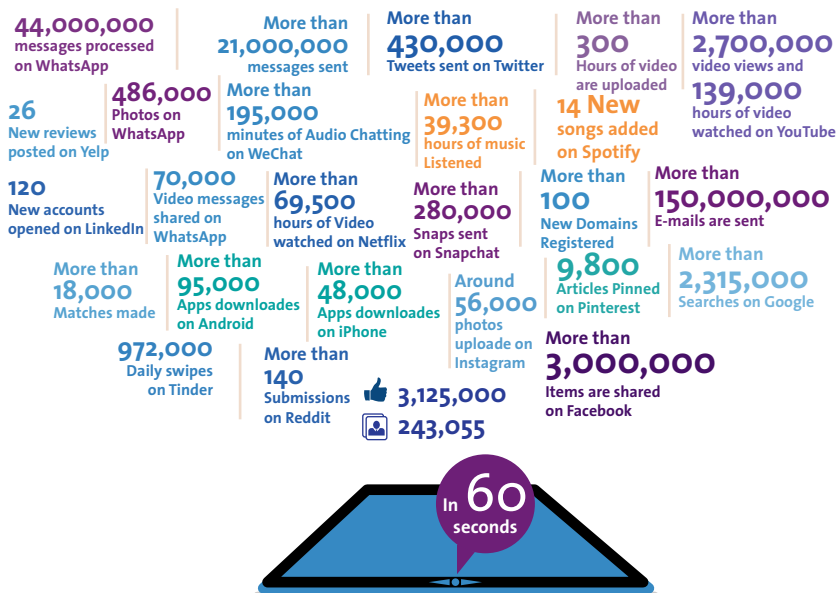 44,000,000
messages processed
on WhatsApp
More than
21,000,000
messages sent
More than
430,000
Tweets sent on Twitter
More than
300
Hours of video
are uploaded
More than
2,700,000
video views and
139,000
hours of video
watched on YouTube
26
New reviews
posted on Yelp
486,000
Photos on
WhatsApp
More than
195,000
minutes of Audio Chatting
on WeChat
More than
39,300
hours of music
Listened
14 New
songs added
on Spotify
120
New accounts
opened on LinkedIn
70,000
Video messages
shared on
WhatsApp
More than
69,500
hours of Video
watched on Netflix
More than
280,000
Snaps sent
on Snapchat
More than
100
New Domains
Registered
More than
150,000,000
E-mails are sent
More than
18,000
Matches made
More than
95,000
Apps downloades
on Android
More than
48,000
Apps downloades
on iPhone
Around
56,000
photos
uploade on
Instagram
9,800
Articles Pinned
on Pinterest
More than
2,315,000
Searches on Google
972,000
Daily swipes
on Tinder
More than
140
Submissions
on Reddit
3,125,000
243,055
More than
3,000,000
Items are shared
on Facebook
In 60
seconds